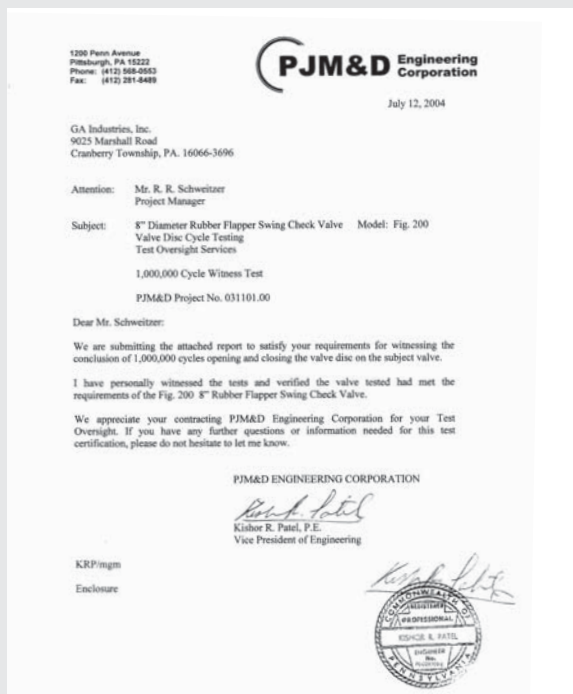 1200 Penn Avenue
Pittsburgh, PA 15222
Phone: (412) 568-0553
Fax: (412) 281-8489
PJM&D Engineering
Corporation
July 12, 2004
GA Industries, Inc.
9025 Marshall Road
Cranberry Township, PA. 16066-3696
Attention: Mr. R. R. Schweitzer
Project Manager
Subject: 8" Diameter Rubber Flapper Swing Check Valve Model: Fig. 200
Valve Disc Cycle Testing
Test Oversight Services
1,000,000 Cycle Witness Test
PJM&D Project No. 031101.00
Dear Mr. Schweitzer:
We are submitting the attached report to satisfy your requirements for witnessing the
conclusion of 1,000,000 cycles opening and closing the valve disc on the subject valve.
I have personally witnessed the tests and verified the valve tested had met the
requirements of the Fig. 200 8" Rubber Flapper Swing Check Valve.
We appreciate your contracting PJM&D Engineering Corporation for your Test
Oversight. If you have any further questions or information needed for this test
certification, please do not hesitate to let me know.
PJM&D ENGINEERING CORPORATION
Kishor R. Patel, P.E.
Vice President of Engineering
KRP/mgm
Enclosure
COMMONWEALTH OF
REGISTERED
PROFESSIONAL
KISHOR R. PATEL
ENGINEER
No.
PENNSYLVANIA